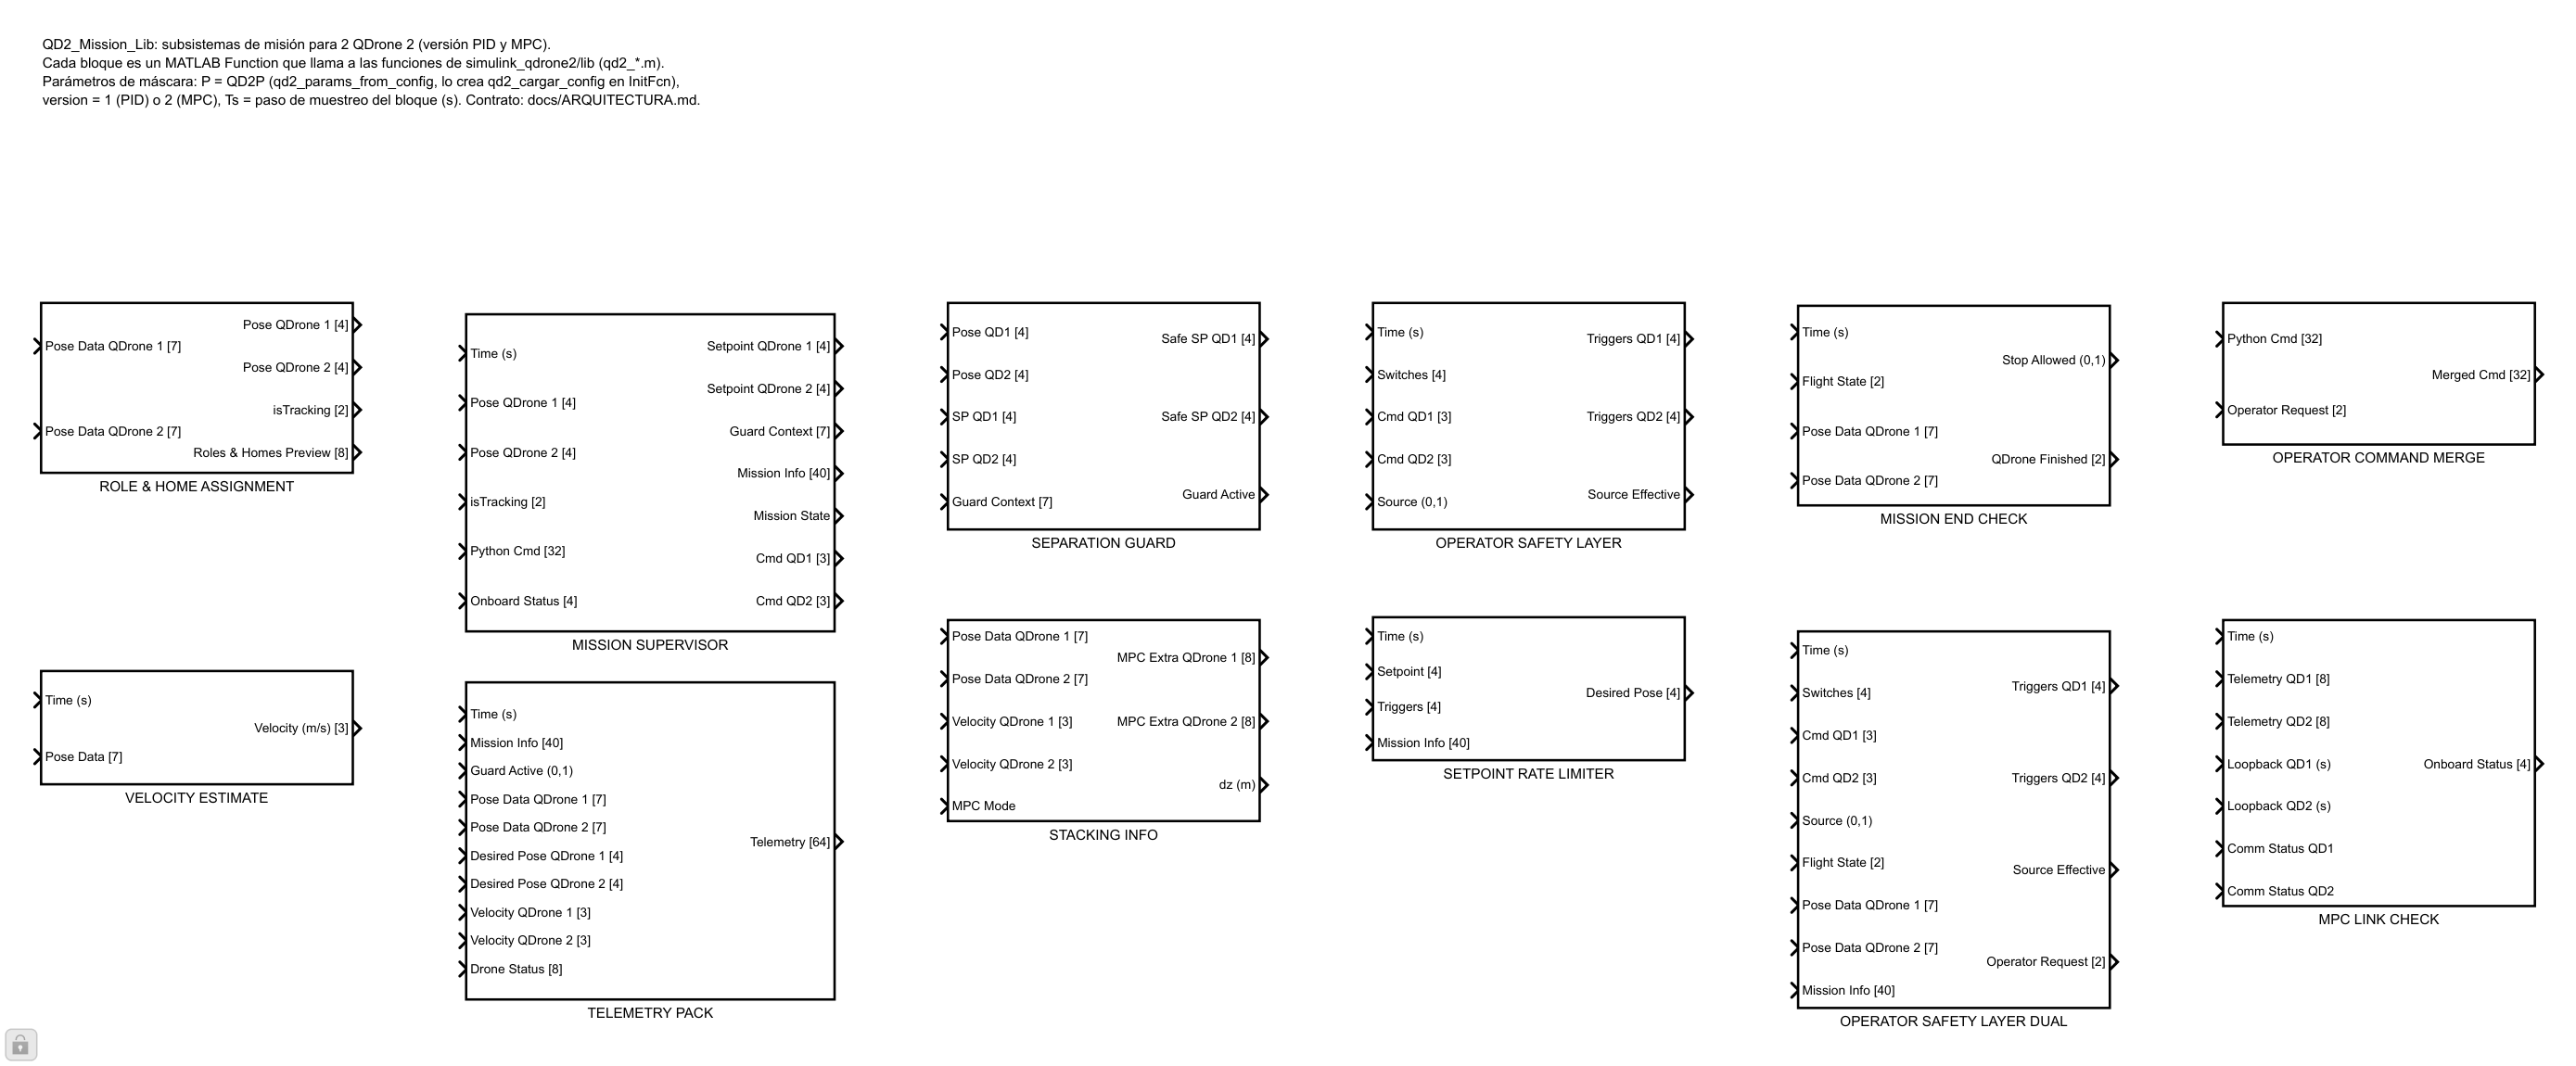 QD2_Mission_Lib: subsistemas de misión para 2 QDrone 2 (versión PID y MPC).
Cada bloque es un MATLAB Function que llama a las funciones de simulink_qdrone2/lib (qd2_*.m).
Parámetros de máscara: P = QD2P (qd2_params_from_config, lo crea qd2_cargar_config en InitFcn),
version = 1 (PID) o 2 (MPC), Ts = paso de muestreo del bloque (s). Contrato: docs/ARQUITECTURA.md.
Pose Data QDrone 1 [7]
Pose Data QDrone 2 [7]
Pose QDrone 1 [4]
Pose QDrone 2 [4]
isTracking [2]
Roles & Homes Preview [8]
ROLE & HOME ASSIGNMENT
Time (s)
Pose QDrone 1 [4]
Pose QDrone 2 [4]
isTracking [2]
Python Cmd [32]
Onboard Status [4]
Setpoint QDrone 1 [4]
Setpoint QDrone 2 [4]
Guard Context [7]
Mission Info [40]
Mission State
Cmd QD1 [3]
Cmd QD2 [3]
MISSION SUPERVISOR
Pose QD1 [4]
Pose QD2 [4]
SP QD1 [4]
SP QD2 [4]
Guard Context [7]
Safe SP QD1 [4]
Safe SP QD2 [4]
Guard Active
SEPARATION GUARD
Time (s)
Switches [4]
Cmd QD1 [3]
Cmd QD2 [3]
Source (0,1)
Triggers QD1 [4]
Triggers QD2 [4]
Source Effective
OPERATOR SAFETY LAYER
Time (s)
Flight State [2]
Pose Data QDrone 1 [7]
Pose Data QDrone 2 [7]
Stop Allowed (0,1)
QDrone Finished [2]
MISSION END CHECK
Python Cmd [32]
Operator Request [2]
Merged Cmd [32]
OPERATOR COMMAND MERGE
Time (s)
Pose Data [7]
Velocity (m/s) [3]
VELOCITY ESTIMATE
Time (s)
Mission Info [40]
Guard Active (0,1)
Pose Data QDrone 1 [7]
Pose Data QDrone 2 [7]
Desired Pose QDrone 1 [4]
Desired Pose QDrone 2 [4]
Velocity QDrone 1 [3]
Velocity QDrone 2 [3]
Drone Status [8]
Telemetry [64]
TELEMETRY PACK
Pose Data QDrone 1 [7]
Pose Data QDrone 2 [7]
Velocity QDrone 1 [3]
Velocity QDrone 2 [3]
MPC Mode
MPC Extra QDrone 1 [8]
MPC Extra QDrone 2 [8]
dz (m)
STACKING INFO
Time (s)
Setpoint [4]
Triggers [4]
Mission Info [40]
Desired Pose [4]
SETPOINT RATE LIMITER
Time (s)
Switches [4]
Cmd QD1 [3]
Cmd QD2 [3]
Source (0,1)
Flight State [2]
Pose Data QDrone 1 [7]
Pose Data QDrone 2 [7]
Mission Info [40]
Triggers QD1 [4]
Triggers QD2 [4]
Source Effective
Operator Request [2]
OPERATOR SAFETY LAYER DUAL
Time (s)
Telemetry QD1 [8]
Telemetry QD2 [8]
Loopback QD1 (s)
Loopback QD2 (s)
Comm Status QD1
Comm Status QD2
Onboard Status [4]
MPC LINK CHECK